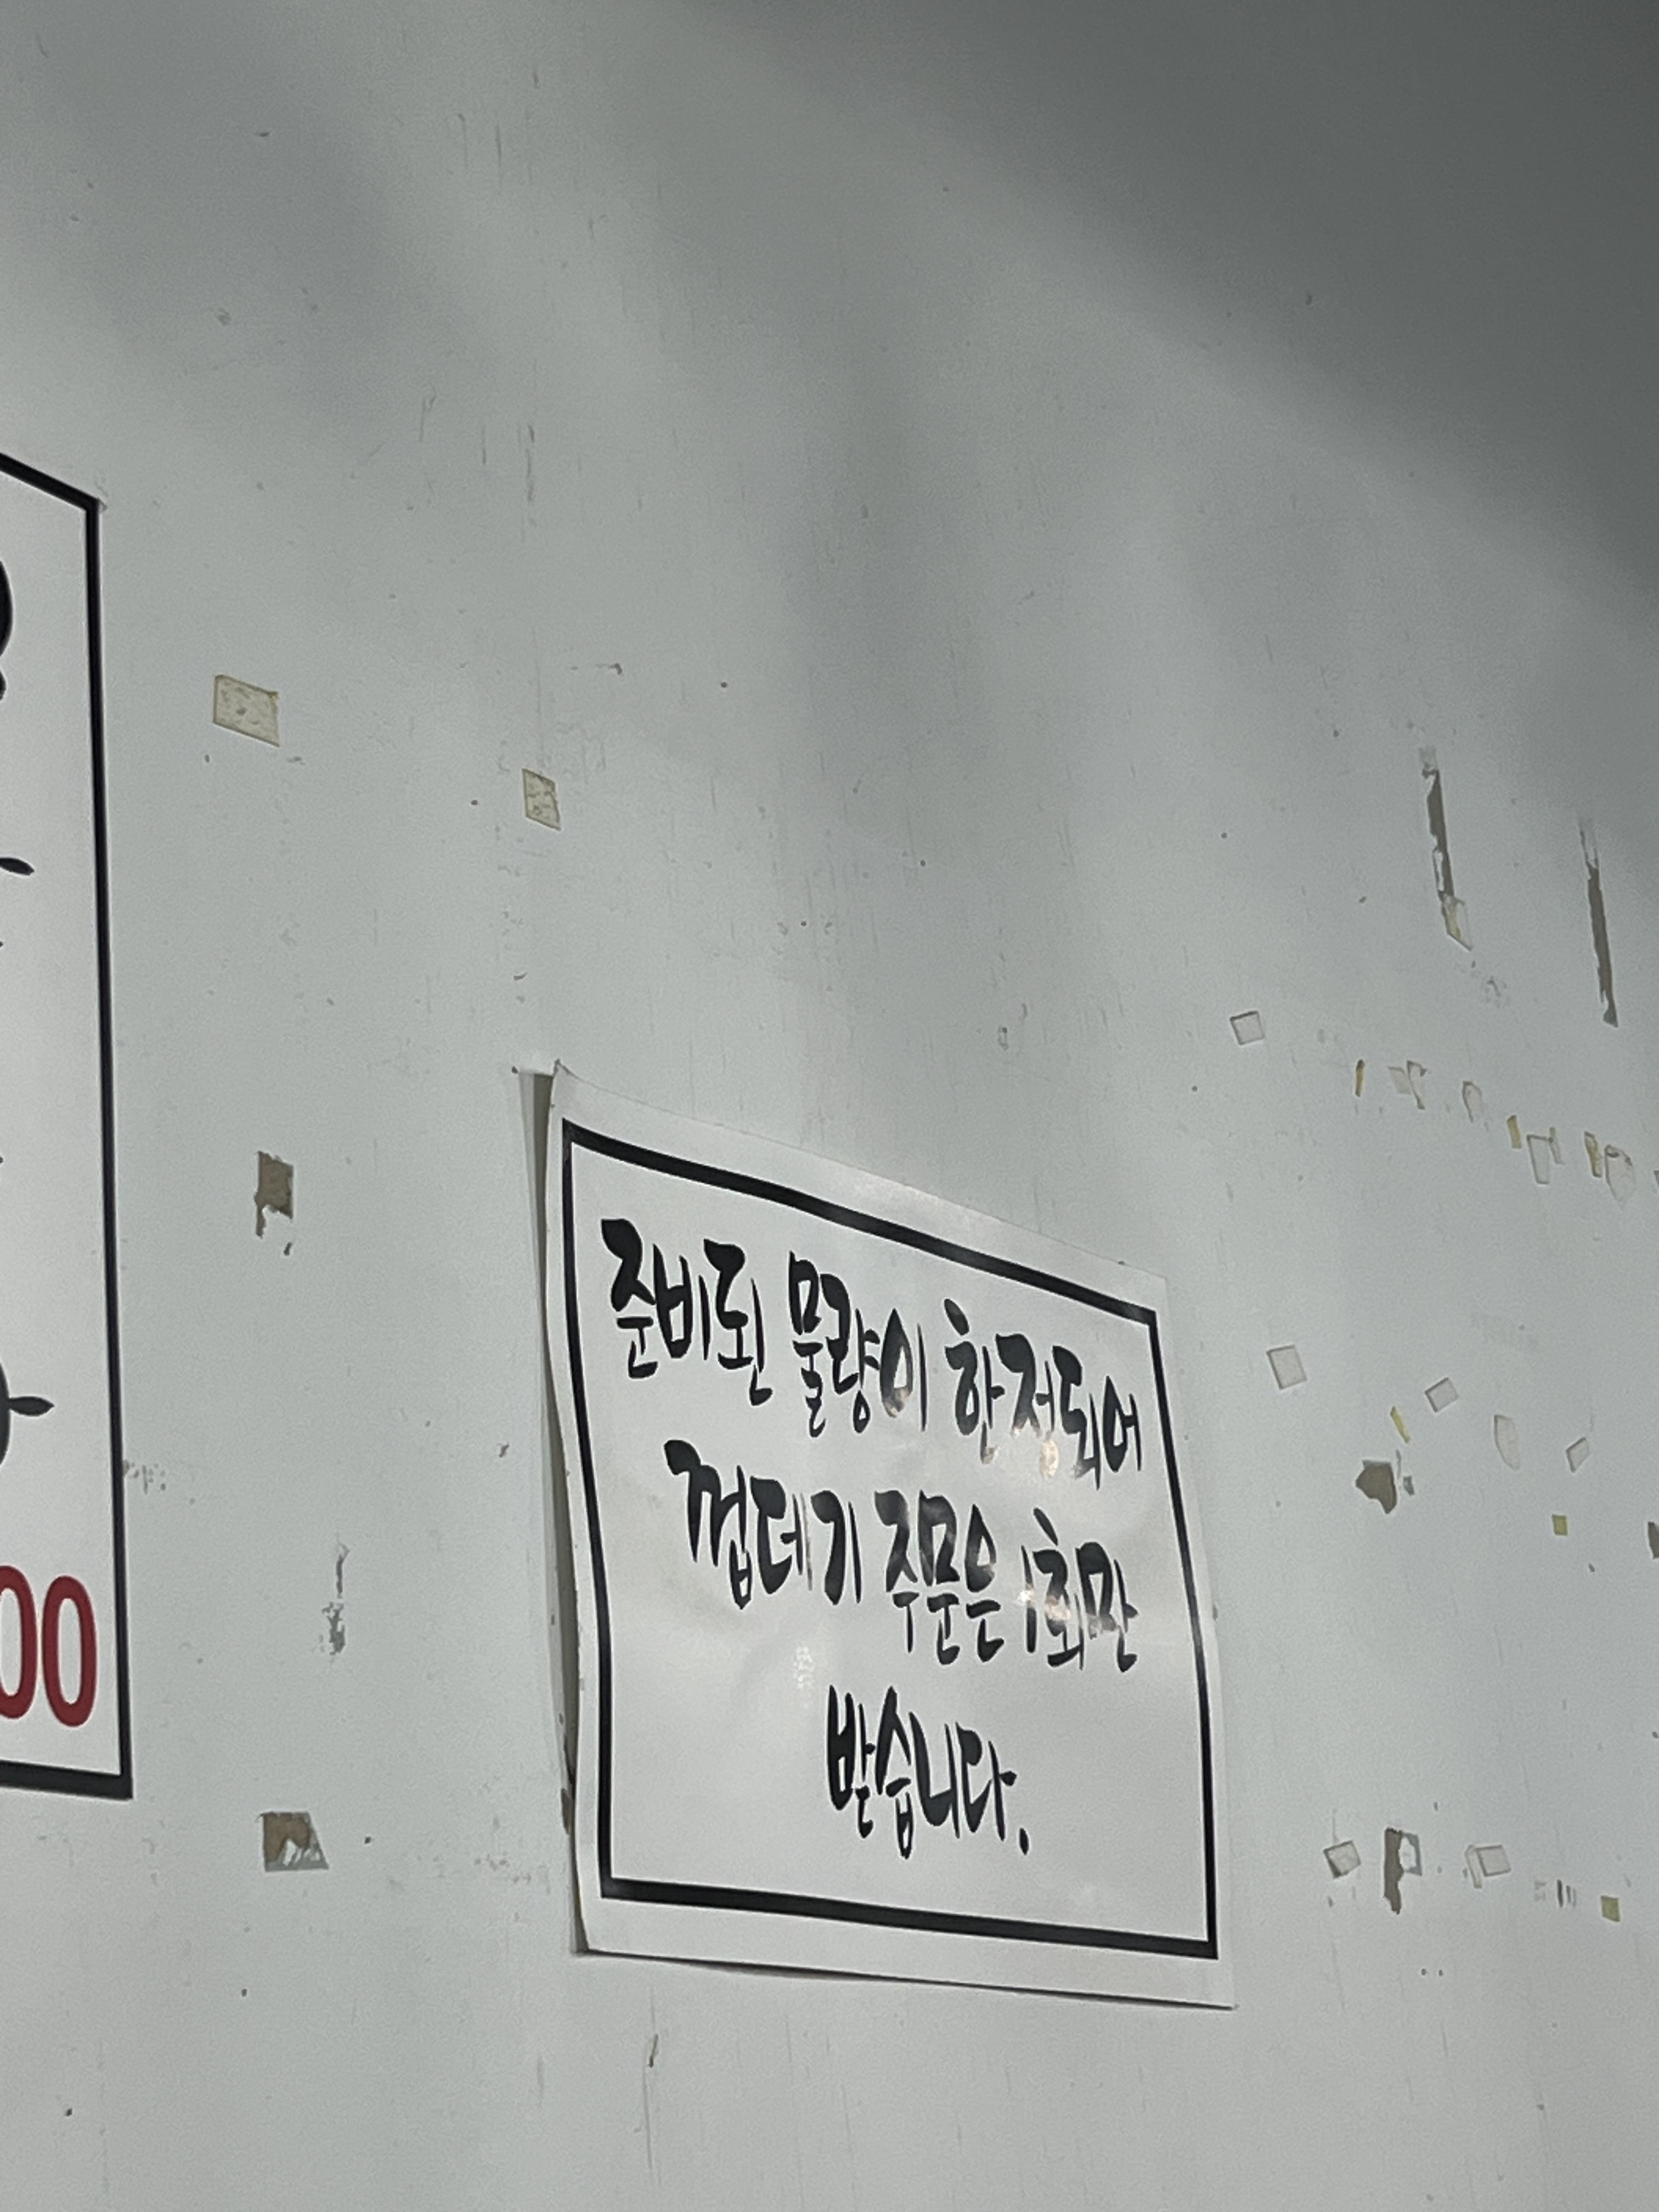 준비된 물량이 한정되어
껍데기 주문은 1회만
받습니다.
00